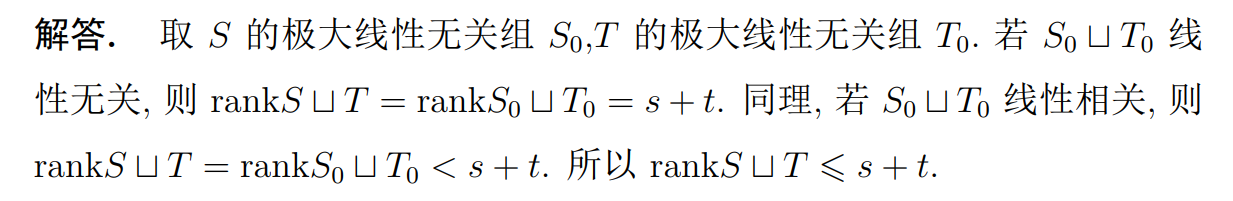 解答. 取 S 的极大线性无关组 S₀,T 的极大线性无关组 T₀. 若 S₀ ⊔ T₀ 线
性无关, 则 rankS ⊔ T = rankS₀ ⊔ T₀ = s + t. 同理, 若 S₀ ⊔ T₀ 线性相关, 则
rankS ⊔ T = rankS₀ ⊔ T₀ < s + t. 所以 rankS ⊔ T ⩽ s + t.